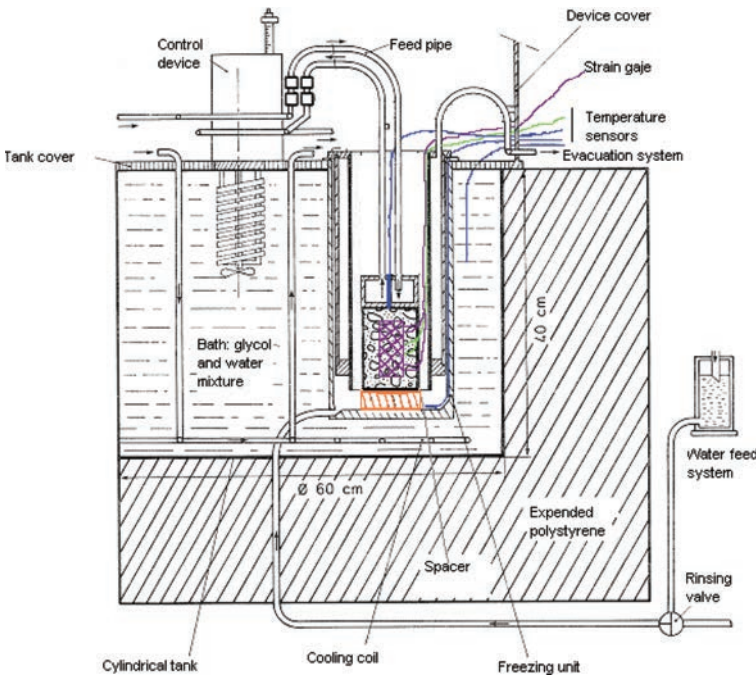 Device cover
Control
device
Feed pipe
Strain gaje
Temperature
sensors
Tank cover
Evacuation system
40 cm
Bath: glycol
and water
mixture
Water feed
system
Ø 60 cm
Expended
polystyrene
Spacer
Rinsing
valve
Cylindrical tank
Cooling coil
Freezing unit